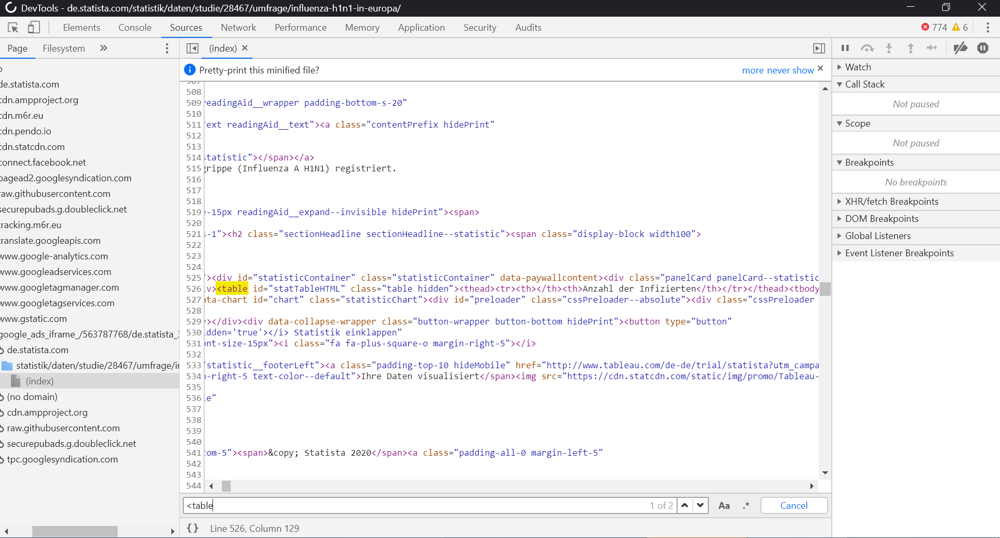 DevTools - de.statista.com/statistik/daten/studie/28467/umfrage/influenza-h1n1-in-europa/
Elements Console Sources Network Performance Memory Application Security Audits 774 6
Page Filesystem »
(index) ×
Pretty-print this minified file? more never show ×
de.statista.com
cdn.ampproject.org
cdn.m6r.eu
cdn.pendo.io
cdn.statcdn.com
connect.facebook.net
pagead2.googlesyndication.com
raw.githubusercontent.com
securepubads.g.doubleclick.net
tracking.m6r.eu
translate.googleapis.com
www.google-analytics.com
www.googleadservices.com
www.googletagmanager.com
www.googletagservices.com
www.gstatic.com
google_ads_iframe_/563787768/de.statista_3
de.statista.com
statistik/daten/studie/28467/umfrage/in
(index)
(no domain)
cdn.ampproject.org
raw.githubusercontent.com
securepubads.g.doubleclick.net
tpc.googlesyndication.com
507
508
509 readingAid__wrapper padding-bottom-s-20"
510
511 Text readingAid__text"><a class="contentPrefix hidePrint"
512
513
514 statistic"></span></a>
515 grippe (Influenza A H1N1) registriert.
516
517
518
519 e-15px readingAid__expand--invisible hidePrint"><span>
520
521 s-1"><h2 class="sectionHeadline sectionHeadline--statistic"><span class="display-block width100">
522
523
524
525 "><div id="statisticContainer" class="statisticContainer" data-paywallcontent><div class="panelCard panelCard--statistic
526 iv><table id="statTableHTML" class="table hidden"><thead><tr><th></th><th>Anzahl der Infizierten</th></tr></thead><tbody
527 ata-chart id="chart" class="statisticChart"><div id="preloader" class="cssPreloader--absolute"><div class="cssPreloader
528
529 v></div><div data-collapse-wrapper class="button-wrapper button-bottom hidePrint"><button type="button"
530 idden='true'></i> Statistik einklappen"
531 ont-size-15px"><i class="fa fa-plus-square-o margin-right-5"></i>
532
533 "statistic__footerLeft"><a class="padding-top-10 hideMobile" href="http://www.tableau.com/de-de/trial/statista?utm_campa
534 n-right-5 text-color--default">Ihre Daten visualisiert</span><img src="https://cdn.statcdn.com/static/img/promo/Tableau-
535
536 le"
537
538
539
540
541 tom-5"><span>&copy; Statista 2020</span><a class="padding-all-0 margin-left-5"
542
543
544
<table 1 of 2 Aa .* Cancel
{} Line 526, Column 129
Watch
Call Stack
Not paused
Scope
Not paused
Breakpoints
No breakpoints
XHR/fetch Breakpoints
DOM Breakpoints
Global Listeners
Event Listener Breakpoints